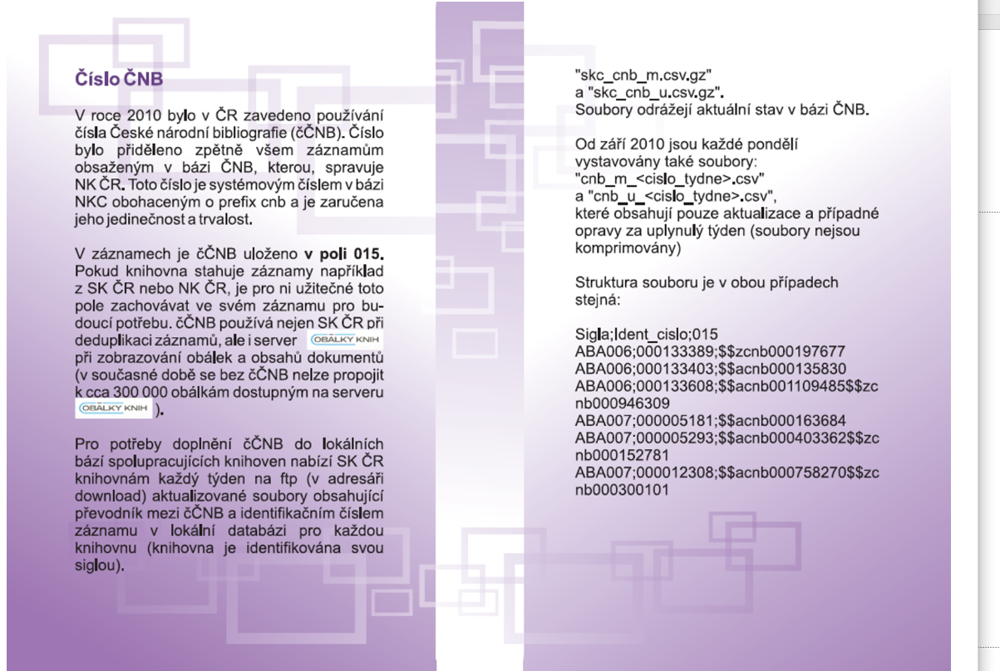 Číslo ČNB
V roce 2010 bylo v ČR zavedeno používání
čísla České národní bibliografie (čČNB). Číslo
bylo přiděleno zpětně všem záznamům
obsaženým v bázi ČNB, kterou, spravuje
NK ČR. Toto číslo je systémovým číslem v bázi
NKC obohaceným o prefix cnb a je zaručena
jeho jedinečnost a trvalost.
V záznamech je čČNB uloženo v poli 015.
Pokud knihovna stahuje záznamy například
z SK ČR nebo NK ČR, je pro ni užitečné toto
pole zachovávat ve svém záznamu pro bu-
doucí potřebu. čČNB používá nejen SK ČR při
deduplikaci záznamů, ale i server OBÁLKY KNIH
při zobrazování obálek a obsahů dokumentů
(v současné době se bez čČNB nelze propojit
k cca 300 000 obálkám dostupným na serveru
OBÁLKY KNIH ).
Pro potřeby doplnění čČNB do lokálních
bází spolupracujících knihoven nabízí SK ČR
knihovnám každý týden na ftp (v adresáři
download) aktualizované soubory obsahující
převodník mezi čČNB a identifikačním číslem
záznamu v lokální databázi pro každou
knihovnu (knihovna je identifikována svou
siglou).
"skc_cnb_m.csv.gz"
a "skc_cnb_u.csv.gz".
Soubory odrážejí aktuální stav v bázi ČNB.
Od září 2010 jsou každé pondělí
vystavovány také soubory:
"cnb_m_<cislo_tydne>.csv"
a "cnb_u_<cislo_tydne>.csv",
které obsahují pouze aktualizace a případné
opravy za uplynulý týden (soubory nejsou
komprimovány)
Struktura souboru je v obou případech
stejná:
Sigla;Ident_cislo;015
ABA006;000133389;$$zcnb000197677
ABA006;000133403;$$acnb000135830
ABA006;000133608;$$acnb001109485$$zc
nb000946309
ABA007;000005181;$$acnb000163684
ABA007;000005293;$$acnb000403362$$zc
nb000152781
ABA007;000012308;$$acnb000758270$$zc
nb000300101